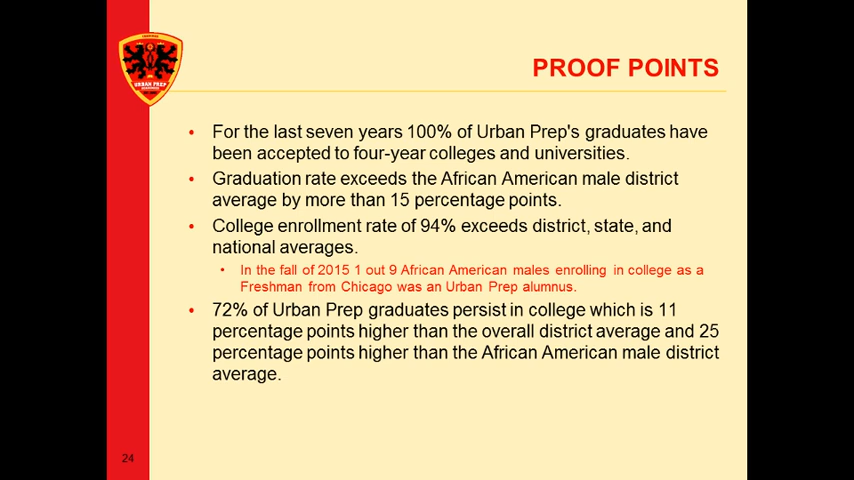 PROOF POINTS
URBAN PREP
• For the last seven years 100% of Urban Prep's graduates have
been accepted to four-year colleges and universities.
• Graduation rate exceeds the African American male district
average by more than 15 percentage points.
• College enrollment rate of 94% exceeds district, state, and
national averages.
• In the fall of 2015 1 out 9 African American males enrolling in college as a
Freshman from Chicago was an Urban Prep alumnus.
• 72% of Urban Prep graduates persist in college which is 11
percentage points higher than the overall district average and 25
percentage points higher than the African American male district
average.
24